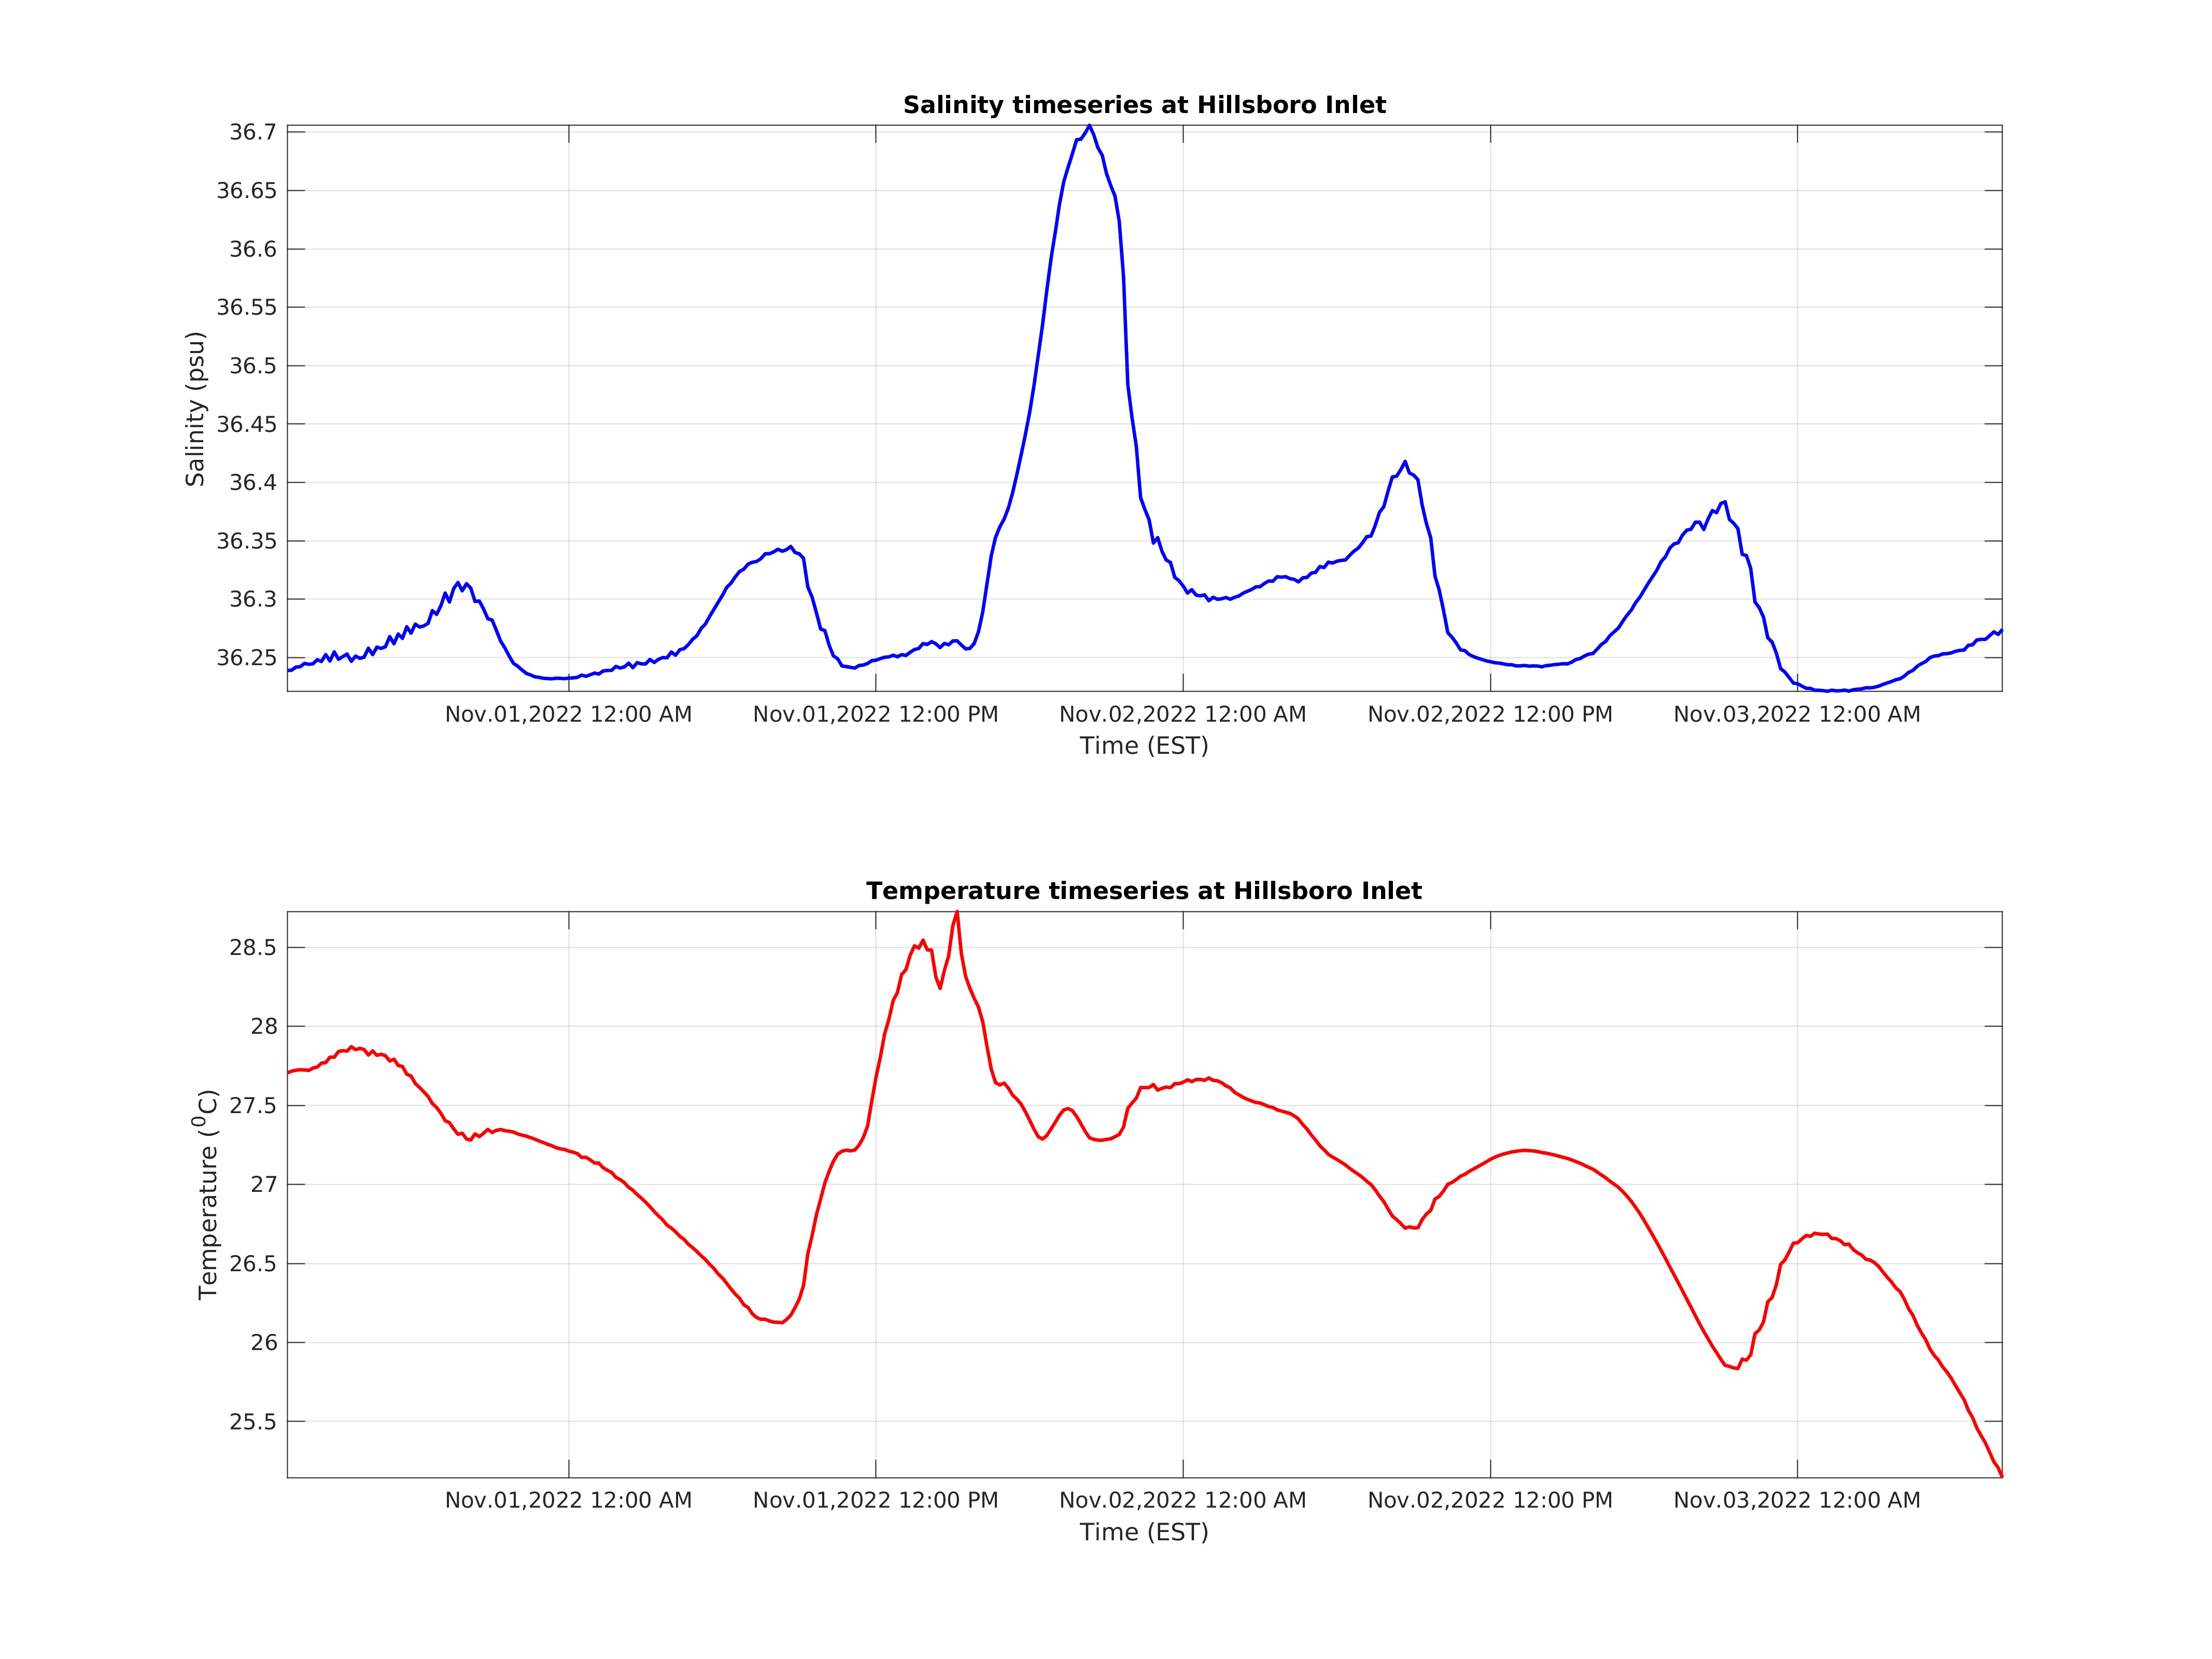 Salinity timeseries at Hillsboro Inlet
36.7
36.65
36.6
36.55
36.5
36.45
36.4
36.35
36.3
36.25
Salinity (psu)
Nov.01,2022 12:00 AM Nov.01,2022 12:00 PM Nov.02,2022 12:00 AM Nov.02,2022 12:00 PM Nov.03,2022 12:00 AM
Time (EST)
Temperature timeseries at Hillsboro Inlet
28.5
28
27.5
27
26.5
26
25.5
Temperature (⁰C)
Nov.01,2022 12:00 AM Nov.01,2022 12:00 PM Nov.02,2022 12:00 AM Nov.02,2022 12:00 PM Nov.03,2022 12:00 AM
Time (EST)